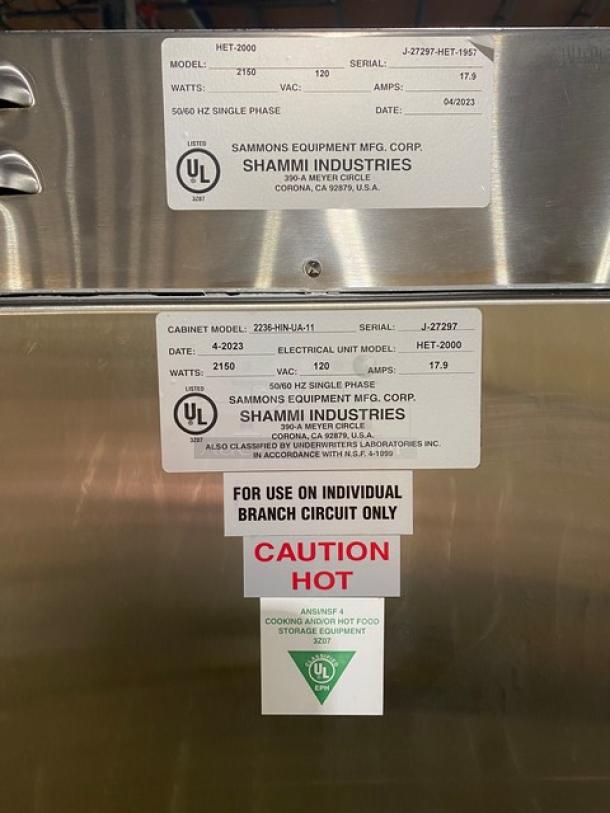 HET-2000 J-27297-HET-1957
MODEL: SERIAL:
2150 120 17.9
WATTS: VAC: AMPS:
04/2023
50/60 HZ SINGLE PHASE DATE:
LISTED
UL
3Z07
SAMMONS EQUIPMENT MFG. CORP.
SHAMMI INDUSTRIES
390-A MEYER CIRCLE
CORONA, CA 92879, U.S.A.
CABINET MODEL: 2236-HIN-UA-11 SERIAL: J-27297
DATE: 4-2023 ELECTRICAL UNIT MODEL: HET-2000
WATTS: 2150 VAC: 120 AMPS: 17.9
50/60 HZ SINGLE PHASE
LISTED
UL
3Z07
SAMMONS EQUIPMENT MFG. CORP.
SHAMMI INDUSTRIES
390-A MEYER CIRCLE
CORONA, CA 92879, U.S.A.
ALSO CLASSIFIED BY UNDERWRITERS LABORATORIES INC.
IN ACCORDANCE WITH N.S.F. 4-1999
FOR USE ON INDIVIDUAL
BRANCH CIRCUIT ONLY
CAUTION
HOT
ANSI/NSF 4
COOKING AND/OR HOT FOOD
STORAGE EQUIPMENT
3Z07
CLASSIFIED
UL
EPH